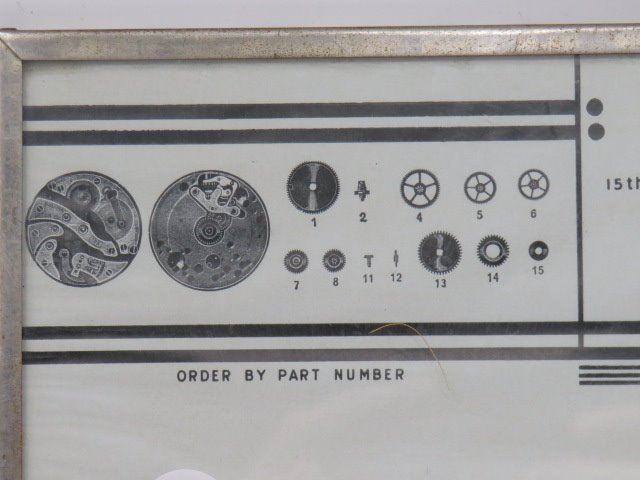 1 2 4 5 6
15th
7 8 11 12 13 14 15
ORDER BY PART NUMBER